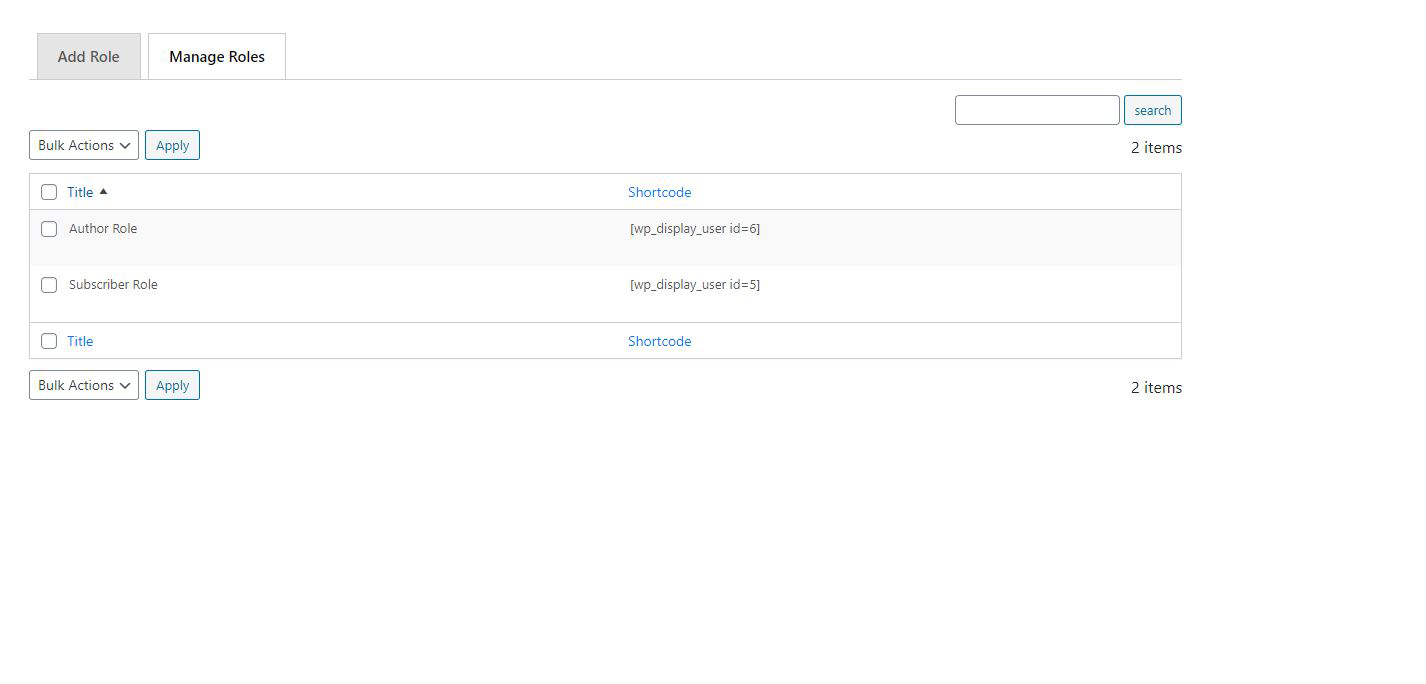 Add Role Manage Roles
search
Bulk Actions Apply 2 items
Title Shortcode
Author Role [wp_display_user id=6]
Subscriber Role [wp_display_user id=5]
Title Shortcode
Bulk Actions Apply 2 items